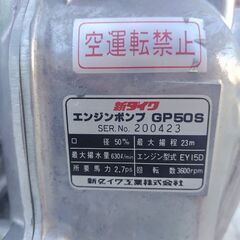 空運転禁止
新ダイワ
エンジンポンプ GP50S
SER.No. 200423
口 径 50% 最大揚程 23m
最大揚水量 630ℓ/min エンジン型式 EY15D
所要馬力 2.7ps 回転数 3600rpm
新ダイワ工業株式会社